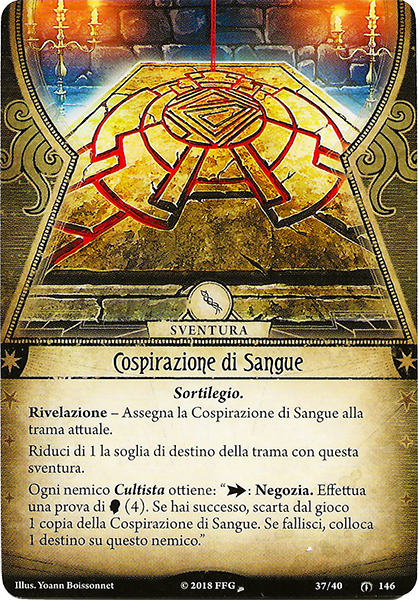 SVENTURA
Cospirazione di Sangue
Sortilegio.
Rivelazione – Assegna la Cospirazione di Sangue alla
trama attuale.
Riduci di 1 la soglia di destino della trama con questa
sventura.
Ogni nemico Cultista ottiene: “: Negozia. Effettua
una prova di (4). Se hai successo, scarta dal gioco
1 copia della Cospirazione di Sangue. Se fallisci, colloca
1 destino su questo nemico.”
Illus. Yoann Boissonnet © 2018 FFG 37/40 146